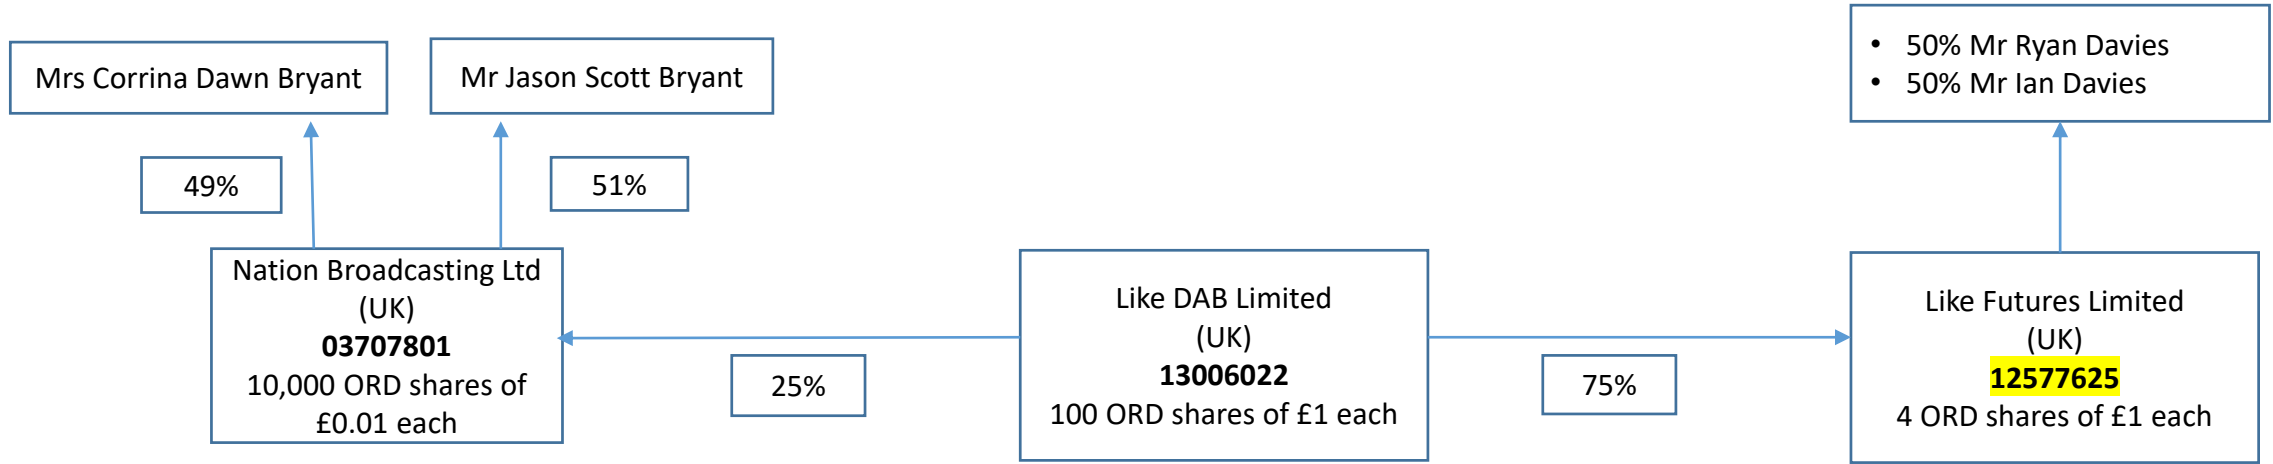 Mrs Corrina Dawn Bryant
Mr Jason Scott Bryant
• 50% Mr Ryan Davies
• 50% Mr Ian Davies
49%
51%
Nation Broadcasting Ltd
(UK)
03707801
10,000 ORD shares of
£0.01 each
25%
Like DAB Limited
(UK)
13006022
100 ORD shares of £1 each
75%
Like Futures Limited
(UK)
12577625
4 ORD shares of £1 each